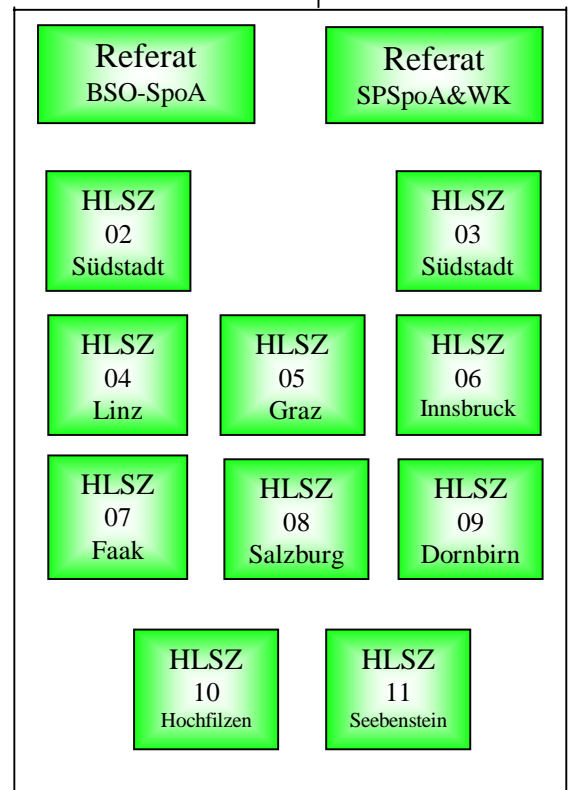 Referat
BSO-SpoA
Referat
SPSpoA&WK
HLSZ
02
Südstadt
HLSZ
03
Südstadt
HLSZ
04
Linz
HLSZ
05
Graz
HLSZ
06
Innsbruck
HLSZ
07
Faak
HLSZ
08
Salzburg
HLSZ
09
Dornbirn
HLSZ
10
Hochfilzen
HLSZ
11
Seebenstein